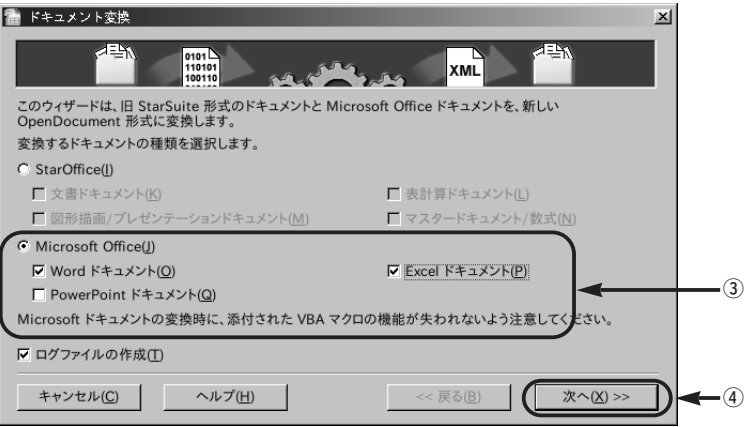 ドキュメント変換
0101
110101
100110
XML
このウィザードは、旧 StarSuite 形式のドキュメントと Microsoft Office ドキュメントを、新しい
OpenDocument 形式に変換します。
変換するドキュメントの種類を選択します。
StarOffice(I)
文書ドキュメント(K) 表計算ドキュメント(L)
図形描画/プレゼンテーションドキュメント(M) マスタードキュメント/数式(N)
Microsoft Office(J)
Word ドキュメント(O) Excel ドキュメント(P)
PowerPoint ドキュメント(Q)
③
Microsoft ドキュメントの変換時に、添付された VBA マクロの機能が失われないよう注意してください。
ログファイルの作成(T)
キャンセル(C) ヘルプ(H) << 戻る(B) 次へ(X) >>
④